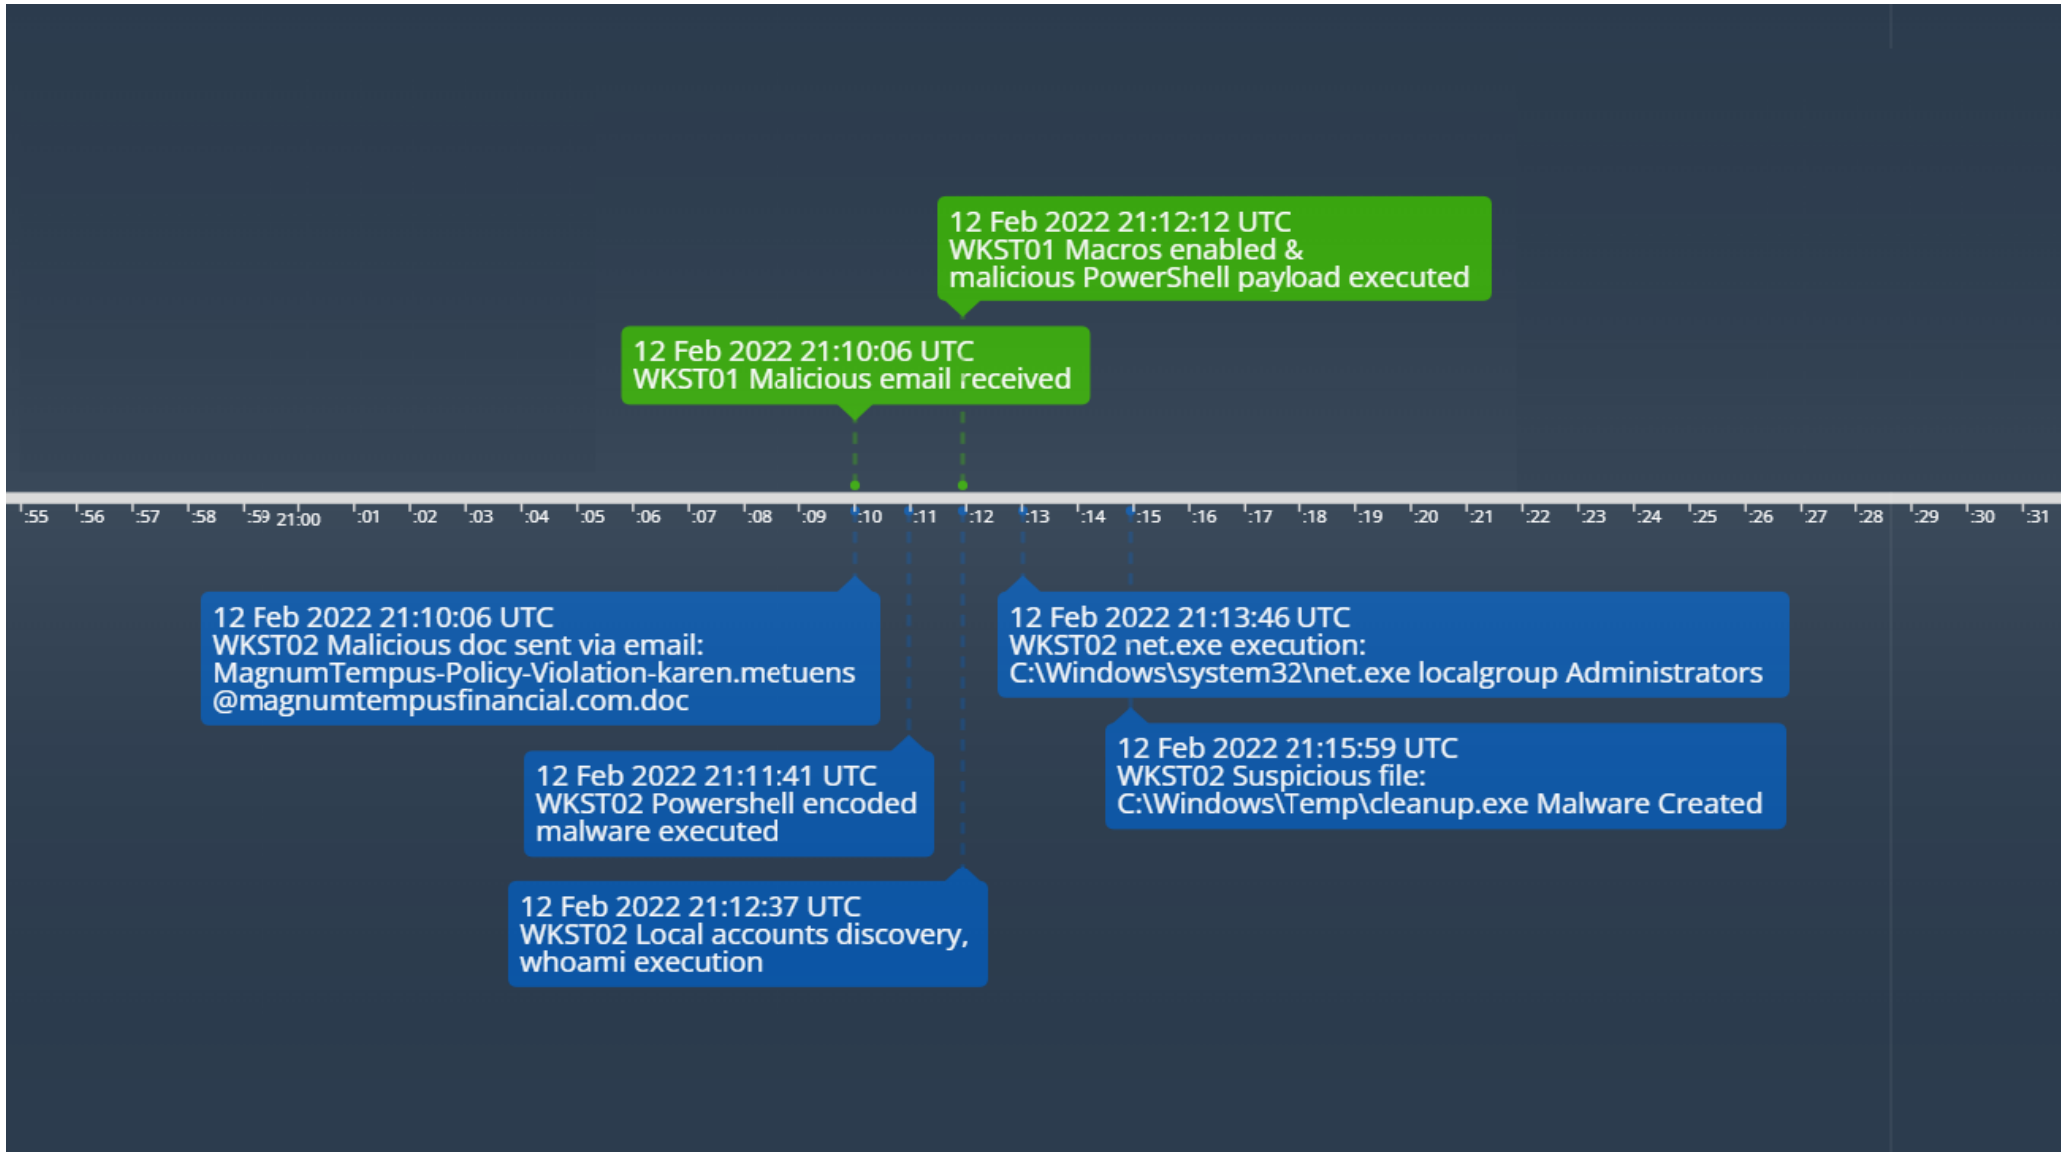 12 Feb 2022 21:12:12 UTC
WKST01 Macros enabled &
malicious PowerShell payload executed
12 Feb 2022 21:10:06 UTC
WKST01 Malicious email received
:55 :56 :57 :58 :59 21:00 :01 :02 :03 :04 :05 :06 :07 :08 :09 :10 :11 :12 :13 :14 :15 :16 :17 :18 :19 :20 :21 :22 :23 :24 :25 :26 :27 :28 :29 :30 :31
12 Feb 2022 21:10:06 UTC
WKST02 Malicious doc sent via email:
MagnumTempus-Policy-Violation-karen.metuens
@magnumtempusfinancial.com.doc
12 Feb 2022 21:13:46 UTC
WKST02 net.exe execution:
C:\Windows\system32\net.exe localgroup Administrators
12 Feb 2022 21:11:41 UTC
WKST02 Powershell encoded
malware executed
12 Feb 2022 21:15:59 UTC
WKST02 Suspicious file:
C:\Windows\Temp\cleanup.exe Malware Created
12 Feb 2022 21:12:37 UTC
WKST02 Local accounts discovery,
whoami execution